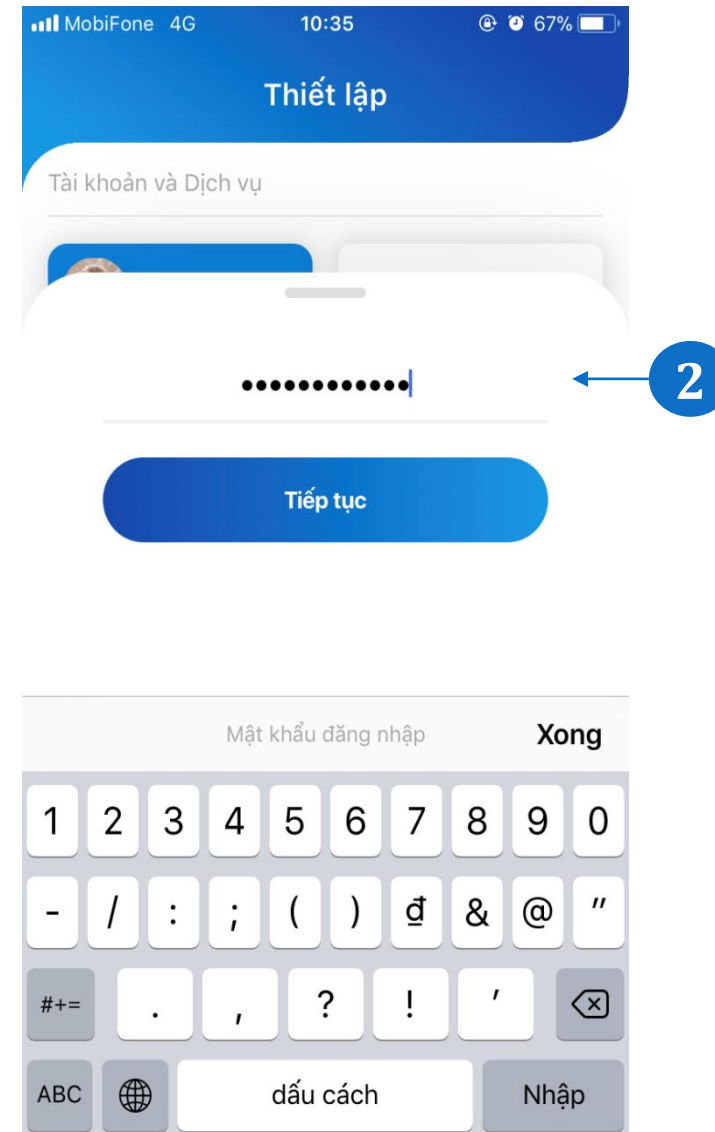 MobiFone 4G 10:35 67%
Thiết lập
Tài khoản và Dịch vụ
••••••••••••
2
Tiếp tục
Mật khẩu đăng nhập Xong
1 2 3 4 5 6 7 8 9 0
- / : ; ( ) ₫ & @ "
#+= . , ? ! '
ABC dấu cách Nhập